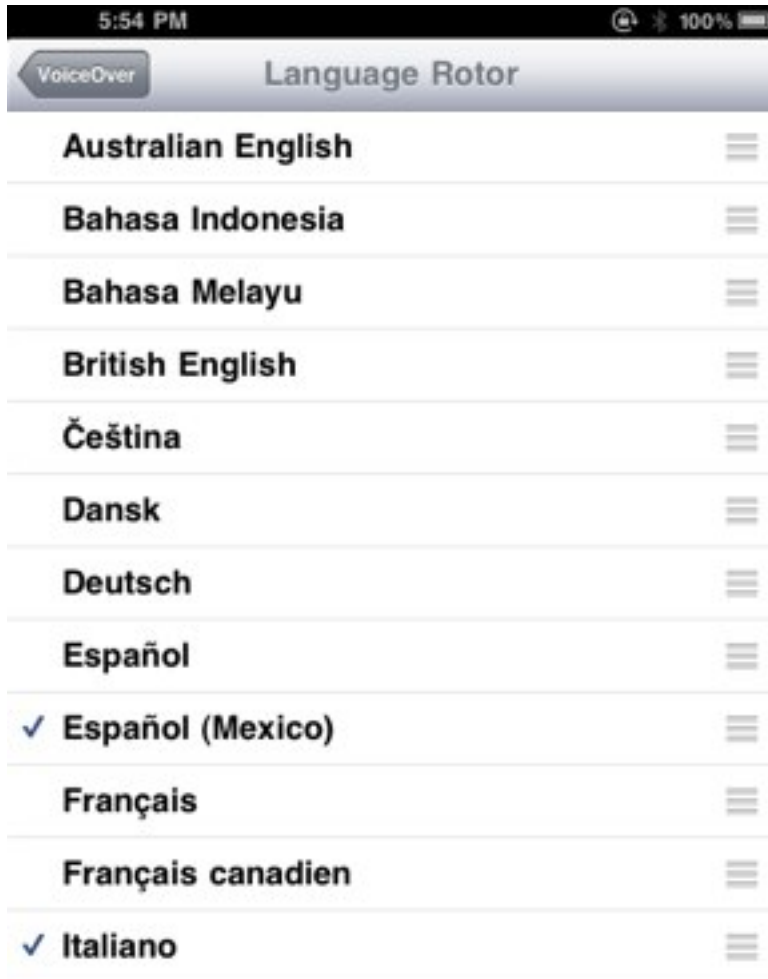 5:54 PM 100%
VoiceOver Language Rotor
Australian English
Bahasa Indonesia
Bahasa Melayu
British English
Čeština
Dansk
Deutsch
Español
✓ Español (Mexico)
Français
Français canadien
✓ Italiano